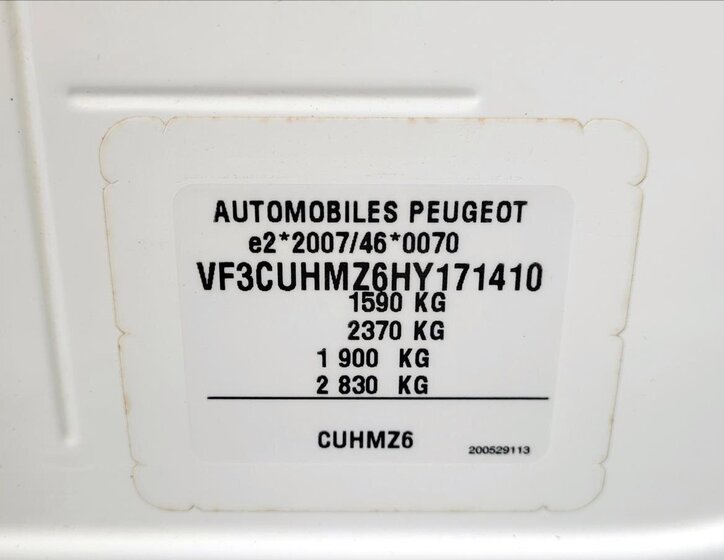 AUTOMOBILES PEUGEOT
e2*2007/46*0070
VF3CUHMZ6HY171410
1590 KG
2370 KG
1 900 KG
2 830 KG
CUHMZ6
200529113